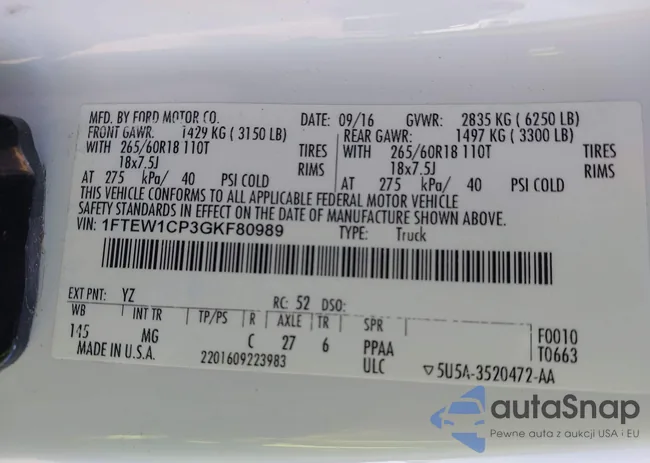 MFD. BY FORD MOTOR CO. DATE: 09/16 GVWR: 2835 KG ( 6250 LB)
FRONT GAWR: 1429 KG ( 3150 LB) REAR GAWR: 1497 KG ( 3300 LB)
WITH 265/60R18 110T TIRES WITH 265/60R18 110T TIRES
18x7.5J RIMS 18x7.5J RIMS
AT 275 kPa/ 40 PSI COLD AT 275 kPa/ 40 PSI COLD
THIS VEHICLE CONFORMS TO ALL APPLICABLE FEDERAL MOTOR VEHICLE
SAFETY STANDARDS IN EFFECT ON THE DATE OF MANUFACTURE SHOWN ABOVE.
VIN: 1FTEW1CP3GKF80989 TYPE: Truck
EXT PNT: YZ RC: 52 DSO:
WB INT TR TP/PS R AXLE TR SPR
145 MG C 27 6 PPAA F0010
MADE IN U.S.A. 2201609223983 ULC T0663
▽5U5A-3520472-AA
autaSnap
Pewne auta z aukcji USA i EU